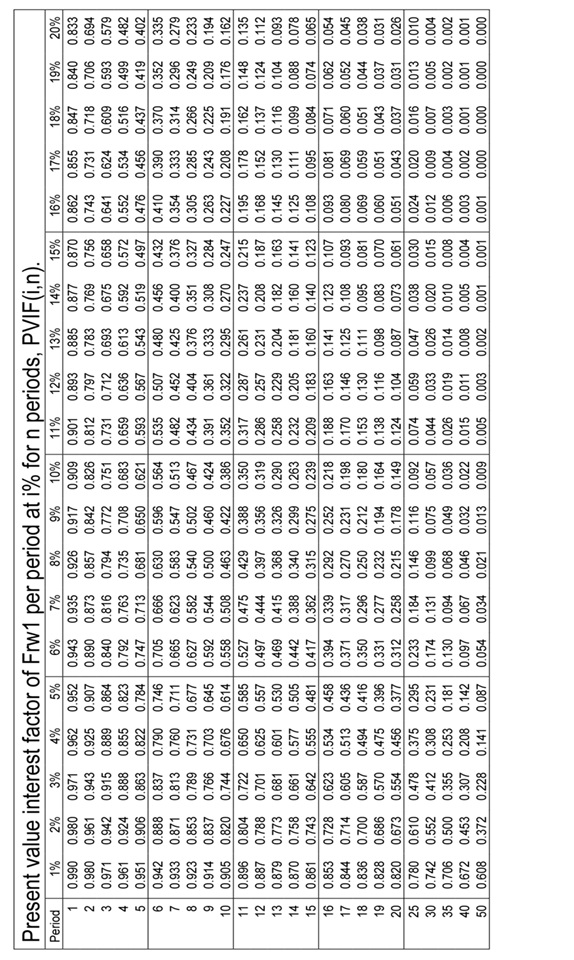 Present value interest factor of Frw1 per period at i% for n periods, PVIF(i,n).
Period 1% 2% 3% 4% 5% 6% 7% 8% 9% 10% 11% 12% 13% 14% 15% 16% 17% 18% 19% 20%
1 0.990 0.980 0.971 0.962 0.952 0.943 0.935 0.926 0.917 0.909 0.901 0.893 0.885 0.877 0.870 0.862 0.855 0.847 0.840 0.833
2 0.980 0.961 0.943 0.925 0.907 0.890 0.873 0.857 0.842 0.826 0.812 0.797 0.783 0.769 0.756 0.743 0.731 0.718 0.706 0.694
3 0.971 0.942 0.915 0.889 0.864 0.840 0.816 0.794 0.772 0.751 0.731 0.712 0.693 0.675 0.658 0.641 0.624 0.609 0.593 0.579
4 0.961 0.924 0.888 0.855 0.823 0.792 0.763 0.735 0.708 0.683 0.659 0.636 0.613 0.592 0.572 0.552 0.534 0.516 0.499 0.482
5 0.951 0.906 0.863 0.822 0.784 0.747 0.713 0.681 0.650 0.621 0.593 0.567 0.543 0.519 0.497 0.476 0.456 0.437 0.419 0.402
6 0.942 0.888 0.837 0.790 0.746 0.705 0.666 0.630 0.596 0.564 0.535 0.507 0.480 0.456 0.432 0.410 0.390 0.370 0.352 0.335
7 0.933 0.871 0.813 0.760 0.711 0.665 0.623 0.583 0.547 0.513 0.482 0.452 0.425 0.400 0.376 0.354 0.333 0.314 0.296 0.279
8 0.923 0.853 0.789 0.731 0.677 0.627 0.582 0.540 0.502 0.467 0.434 0.404 0.376 0.351 0.327 0.305 0.285 0.266 0.249 0.233
9 0.914 0.837 0.766 0.703 0.645 0.592 0.544 0.500 0.460 0.424 0.391 0.361 0.333 0.308 0.284 0.263 0.243 0.225 0.209 0.194
10 0.905 0.820 0.744 0.676 0.614 0.558 0.508 0.463 0.422 0.386 0.352 0.322 0.295 0.270 0.247 0.227 0.208 0.191 0.176 0.162
11 0.896 0.804 0.722 0.650 0.585 0.527 0.475 0.429 0.388 0.350 0.317 0.287 0.261 0.237 0.215 0.195 0.178 0.162 0.148 0.135
12 0.887 0.788 0.701 0.625 0.557 0.497 0.444 0.397 0.356 0.319 0.286 0.257 0.231 0.208 0.187 0.168 0.152 0.137 0.124 0.112
13 0.879 0.773 0.681 0.601 0.530 0.469 0.415 0.368 0.326 0.290 0.258 0.229 0.204 0.182 0.163 0.145 0.130 0.116 0.104 0.093
14 0.870 0.758 0.661 0.577 0.505 0.442 0.388 0.340 0.299 0.263 0.232 0.205 0.181 0.160 0.141 0.125 0.111 0.099 0.088 0.078
15 0.861 0.743 0.642 0.555 0.481 0.417 0.362 0.315 0.275 0.239 0.209 0.183 0.160 0.140 0.123 0.108 0.095 0.084 0.074 0.065
16 0.853 0.728 0.623 0.534 0.458 0.394 0.339 0.292 0.252 0.218 0.188 0.163 0.141 0.123 0.107 0.093 0.081 0.071 0.062 0.054
17 0.844 0.714 0.605 0.513 0.436 0.371 0.317 0.270 0.231 0.198 0.170 0.146 0.125 0.108 0.093 0.080 0.069 0.060 0.052 0.045
18 0.836 0.700 0.587 0.494 0.416 0.350 0.296 0.250 0.212 0.180 0.153 0.130 0.111 0.095 0.081 0.069 0.059 0.051 0.044 0.038
19 0.828 0.686 0.570 0.475 0.396 0.331 0.277 0.232 0.194 0.164 0.138 0.116 0.098 0.083 0.070 0.060 0.051 0.043 0.037 0.031
20 0.820 0.673 0.554 0.456 0.377 0.312 0.258 0.215 0.178 0.149 0.124 0.104 0.087 0.073 0.061 0.051 0.043 0.037 0.031 0.026
25 0.780 0.610 0.478 0.375 0.295 0.233 0.184 0.146 0.116 0.092 0.074 0.059 0.047 0.038 0.030 0.024 0.020 0.016 0.013 0.010
30 0.742 0.552 0.412 0.308 0.231 0.174 0.131 0.099 0.075 0.057 0.044 0.033 0.026 0.020 0.015 0.012 0.009 0.007 0.005 0.004
35 0.706 0.500 0.355 0.253 0.181 0.130 0.094 0.068 0.049 0.036 0.026 0.019 0.014 0.010 0.008 0.006 0.004 0.003 0.002 0.002
40 0.672 0.453 0.307 0.208 0.142 0.097 0.067 0.046 0.032 0.022 0.015 0.011 0.008 0.005 0.004 0.003 0.002 0.001 0.001 0.001
50 0.608 0.372 0.228 0.141 0.087 0.054 0.034 0.021 0.013 0.009 0.005 0.003 0.002 0.001 0.001 0.001 0.000 0.000 0.000 0.000